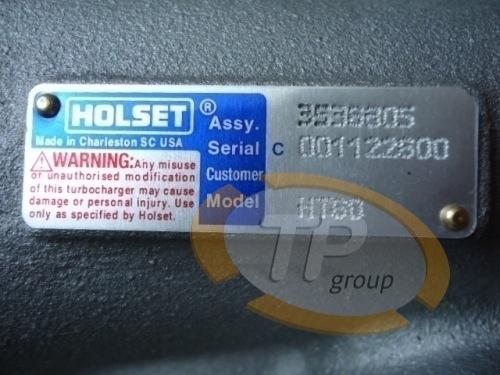 HOLSET®
Made in Charleston SC USA
WARNING: Any misuse
or unauthorised modification
of this turbocharger may cause
damage or personal injury. Use
only as specified by Holset.
Assy. 3536805
Serial C 001122600
Customer
Model HT60
TP
group